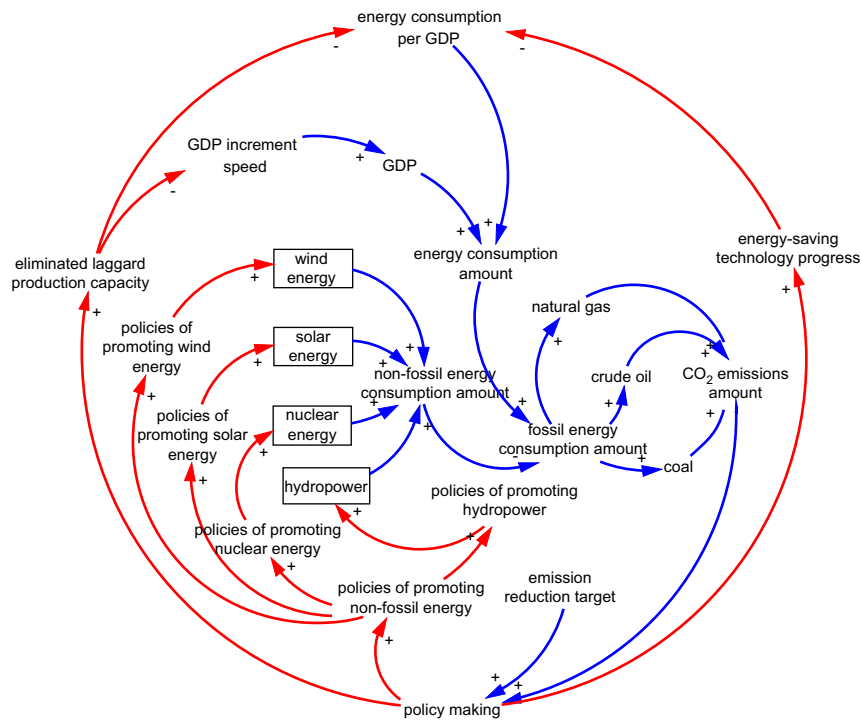 energy consumption
per GDP
-
-
GDP increment
speed
+
GDP
-
+
+
energy consumption
amount
energy-saving
technology progress
eliminated laggard
production capacity
wind
energy
+
+
+
natural gas
policies of
promoting wind
energy
solar
energy
+
+
+
+
+
non-fossil energy
consumption amount
crude oil
CO2 emissions
amount
+
+
+
+
+
policies of
promoting solar
energy
nuclear
energy
+
+
fossil energy
consumption amount
+
-
+
coal
+
hydropower
policies of promoting
hydropower
+
+
policies of promoting
nuclear energy
+
policies of promoting
non-fossil energy
emission
reduction target
+
+
+
policy making